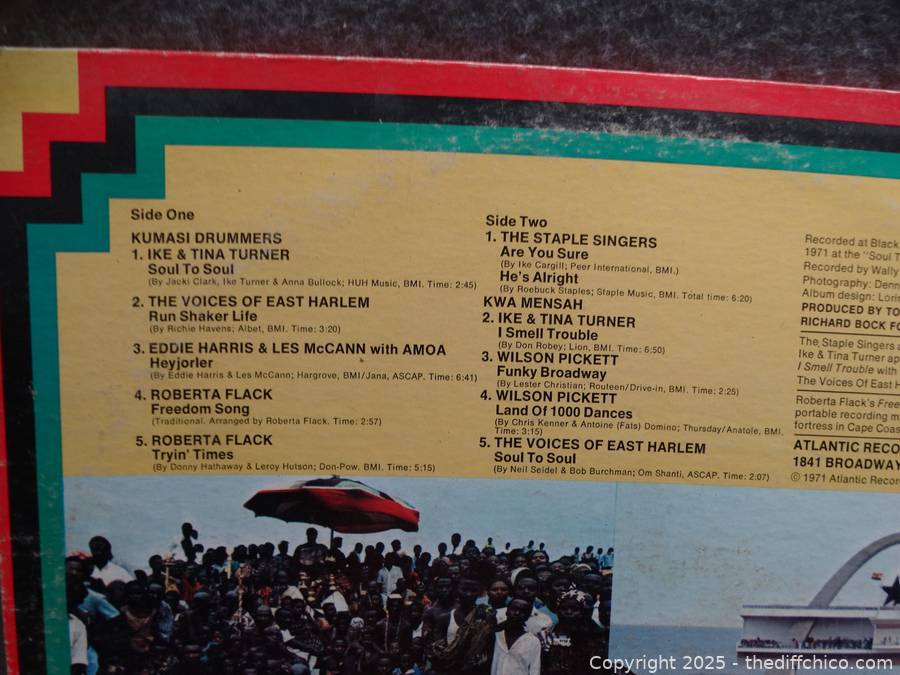 Side One
KUMASI DRUMMERS
1. IKE & TINA TURNER
Soul To Soul
(By Jacki Clark, Ike Turner & Anna Bullock; HUH Music, BMI. Time: 2:45)
2. THE VOICES OF EAST HARLEM
Run Shaker Life
(By Richie Havens; Albet, BMI. Time: 3:20)
3. EDDIE HARRIS & LES McCANN with AMOA
Heyjorler
(By Eddie Harris & Les McCann; Hargrove, BMI/Jana, ASCAP. Time: 6:41)
4. ROBERTA FLACK
Freedom Song
(Traditional. Arranged by Roberta Flack. Time: 2:57)
5. ROBERTA FLACK
Tryin' Times
(By Donny Hathaway & Leroy Hutson; Don-Pow. BMI. Time: 5:15)
Side Two
1. THE STAPLE SINGERS
Are You Sure
(By Ike Cargill; Peer International, BMI.)
He's Alright
(By Roebuck Staples; Staple Music, BMI. Total time: 6:20)
KWA MENSAH
2. IKE & TINA TURNER
I Smell Trouble
(By Don Robey; Lion, BMI. Time: 6:50)
3. WILSON PICKETT
Funky Broadway
(By Lester Christian; Routeen/Drive-in, BMI. Time: 2:25)
4. WILSON PICKETT
Land Of 1000 Dances
(By Chris Kenner & Antoine (Fats) Domino; Thursday/Anatole, BMI.
Time: 3:15)
5. THE VOICES OF EAST HARLEM
Soul To Soul
(By Neil Seidel & Bob Burchman; Om Shanti, ASCAP. Time: 2:07)
Recorded at Black
1971 at the "Soul T
Recorded by Wally
Photography: Denn
Album design: Lorin
PRODUCED BY TO
RICHARD BOCK FO
The Staple Singers a
Ike & Tina Turner ap
I Smell Trouble with
The Voices Of East H
Roberta Flack's Free
portable recording m
fortress in Cape Coas
ATLANTIC RECO
1841 BROADWAY
© 1971 Atlantic Recor
Copyright 2025 - thediffchico.com